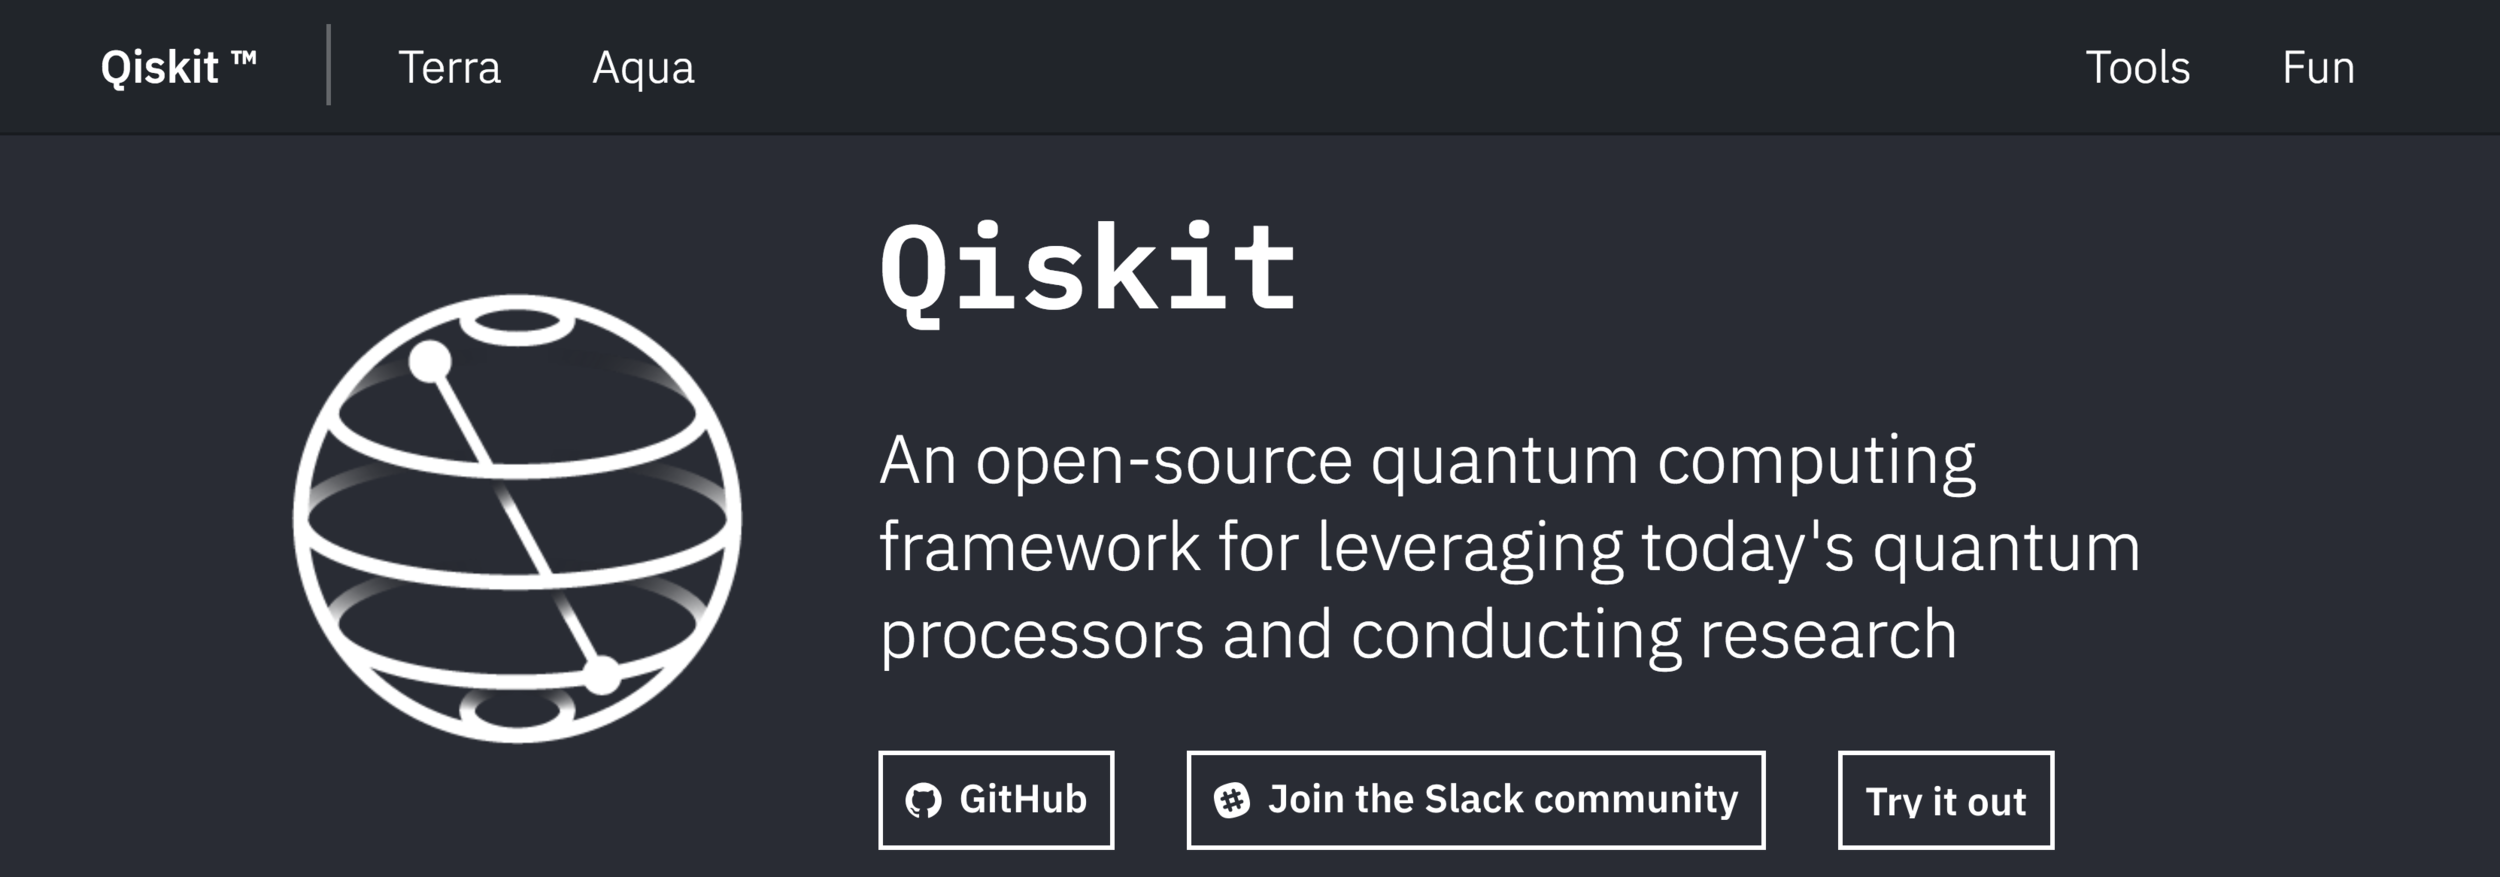 Qiskit ™ Terra Aqua Tools Fun
Qiskit
An open-source quantum computing
framework for leveraging today's quantum
processors and conducting research
GitHub Join the Slack community Try it out